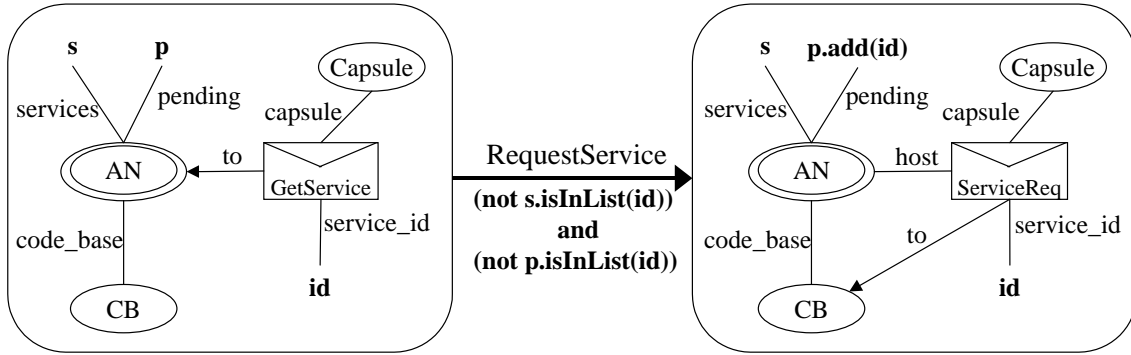 s
p
Capsule
services
pending
capsule
AN
to
GetService
code_base
service_id
id
CB
RequestService
(not s.isInList(id))
and
(not p.isInList(id))
s
p.add(id)
Capsule
services
pending
capsule
AN
host
ServiceReq
code_base
to
service_id
id
CB